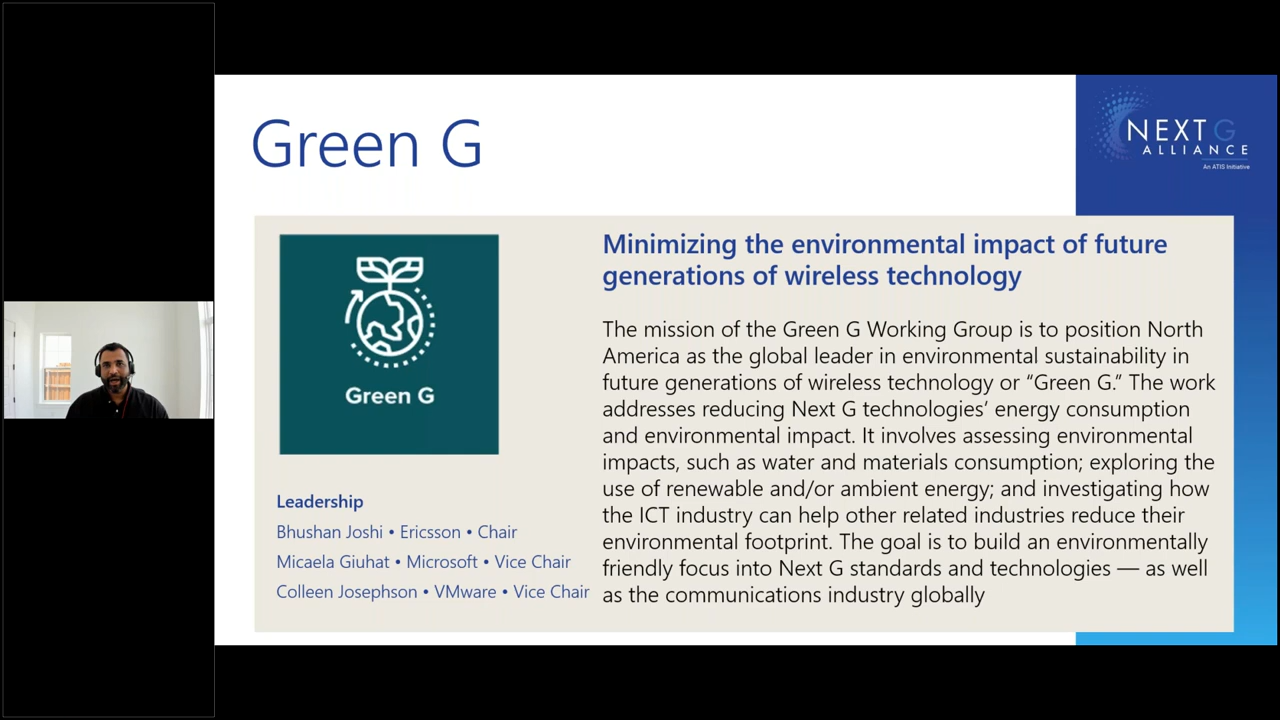 Green G
NEXT G
ALLIANCE
An ATIS Initiative
Green G
Leadership
Bhushan Joshi • Ericsson • Chair
Micaela Giuhat • Microsoft • Vice Chair
Colleen Josephson • VMware • Vice Chair
Minimizing the environmental impact of future
generations of wireless technology
The mission of the Green G Working Group is to position North
America as the global leader in environmental sustainability in
future generations of wireless technology or “Green G.” The work
addresses reducing Next G technologies’ energy consumption
and environmental impact. It involves assessing environmental
impacts, such as water and materials consumption; exploring the
use of renewable and/or ambient energy; and investigating how
the ICT industry can help other related industries reduce their
environmental footprint. The goal is to build an environmentally
friendly focus into Next G standards and technologies — as well
as the communications industry globally